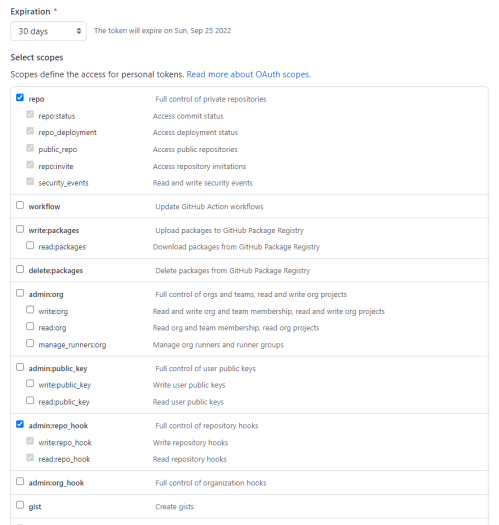 Expiration *
30 days The token will expire on Sun, Sep 25 2022
Select scopes
Scopes define the access for personal tokens. Read more about OAuth scopes.
repo Full control of private repositories
repo:status Access commit status
repo_deployment Access deployment status
public_repo Access public repositories
repo:invite Access repository invitations
security_events Read and write security events
workflow Update GitHub Action workflows
write:packages Upload packages to GitHub Package Registry
read:packages Download packages from GitHub Package Registry
delete:packages Delete packages from GitHub Package Registry
admin:org Full control of orgs and teams, read and write org projects
write:org Read and write org and team membership, read and write org projects
read:org Read org and team membership, read org projects
manage_runners:org Manage org runners and runner groups
admin:public_key Full control of user public keys
write:public_key Write user public keys
read:public_key Read user public keys
admin:repo_hook Full control of repository hooks
write:repo_hook Write repository hooks
read:repo_hook Read repository hooks
admin:org_hook Full control of organization hooks
gist Create gists